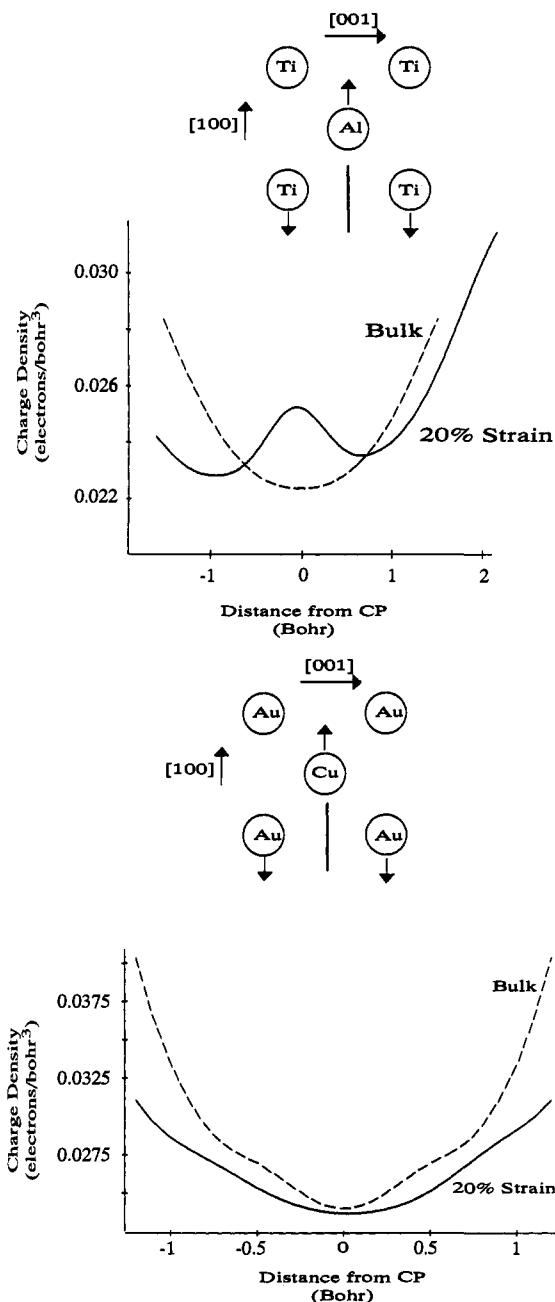 [001]
Ti Ti
[100] Al
Ti Ti
0.030
0.026
0.022
Charge Density
(electrons/bohr³)
Bulk
20% Strain
-1 0 1 2
Distance from CP
(Bohr)
[001]
Au Au
[100] Cu
Au Au
0.0375
0.0325
0.0275
Charge Density
(electrons/bohr³)
Bulk
20% Strain
-1 -0.5 0 0.5 1
Distance from CP
(Bohr)